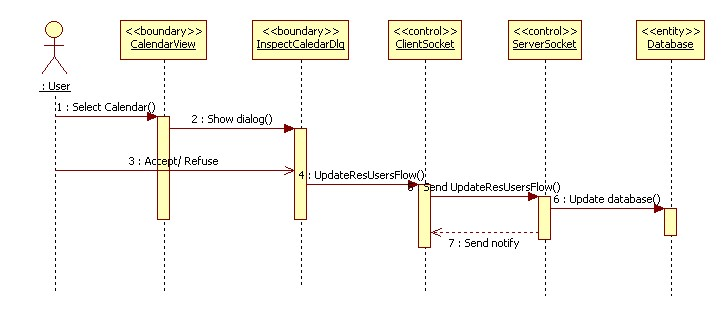 <<boundary>>
CalendarView
<<boundary>>
InspectCaledarDlg
<<control>>
ClientSocket
<<control>>
ServerSocket
<<entity>>
Database
: User
1 : Select Calendar()
2 : Show dialog()
3 : Accept/ Refuse
4 : UpdateResUsersFlow()
Send UpdateResUsersFlow()
6 : Update database()
7 : Send notify